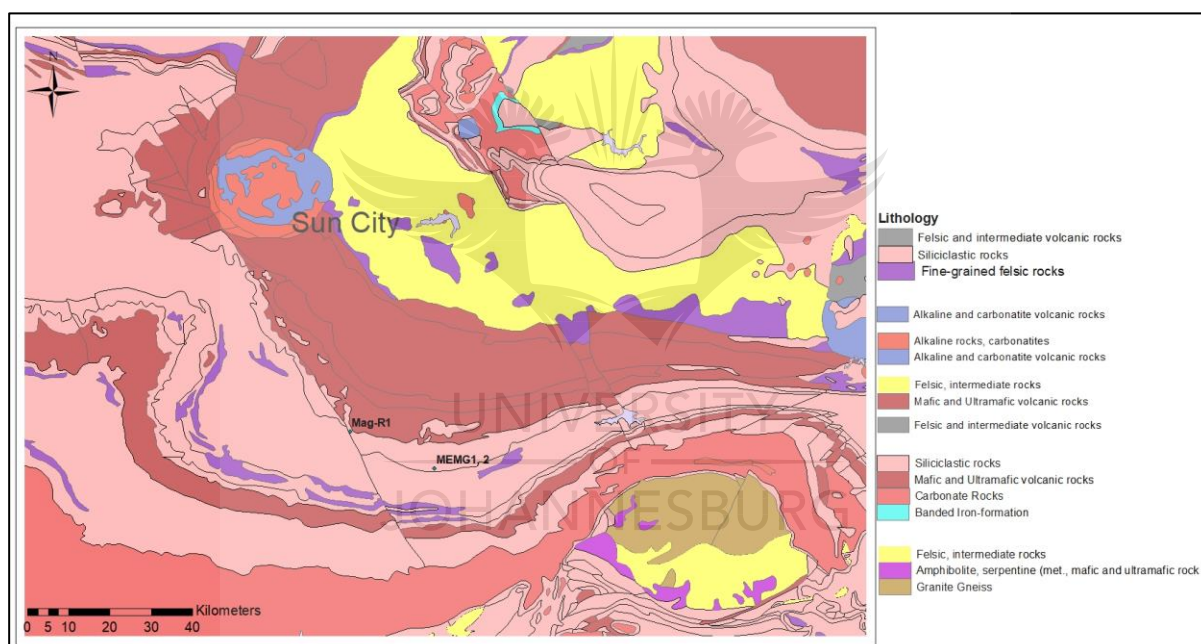 N
Sun City
Mag-R1
MEMG1, 2
UNIVERSITY
OF
JOHANNESBURG
Kilometers
0 5 10 20 30 40
Lithology
Felsic and intermediate volcanic rocks
Siliciclastic rocks
Fine-grained felsic rocks
Alkaline and carbonatite volcanic rocks
Alkaline rocks, carbonatites
Alkaline and carbonatite volcanic rocks
Felsic, intermediate rocks
Mafic and Ultramafic volcanic rocks
Felsic and intermediate volcanic rocks
Siliciclastic rocks
Mafic and Ultramafic volcanic rocks
Carbonate Rocks
Banded Iron-formation
Felsic, intermediate rocks
Amphibolite, serpentine (met., mafic and ultramafic rock
Granite Gneiss